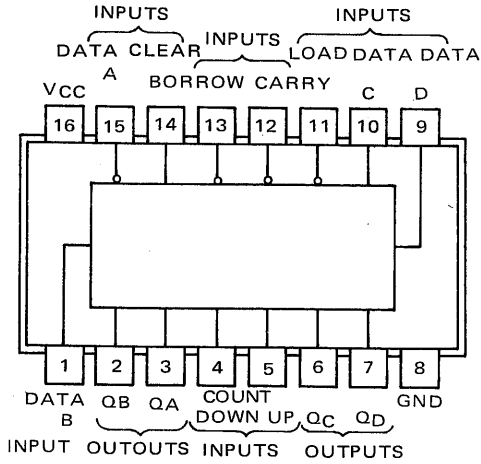 INPUTS INPUTS
DATA CLEAR INPUTS LOAD DATA DATA
A BORROW CARRY
VCC C D
16 15 14 13 12 11 10 9
1 2 3 4 5 6 7 8
DATA QB QA COUNT QC QD GND
B DOWN UP
INPUT OUTOUTS INPUTS OUTPUTS